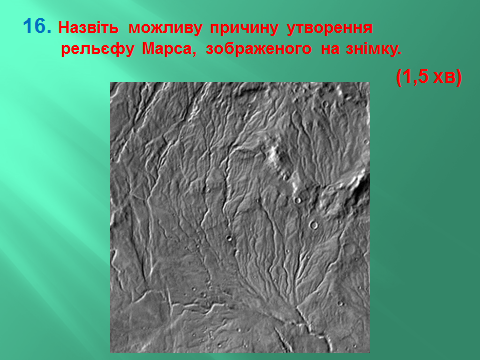 16. Назвіть можливу причину утворення
рельєфу Марса, зображеного на знімку.
(1,5 хв)